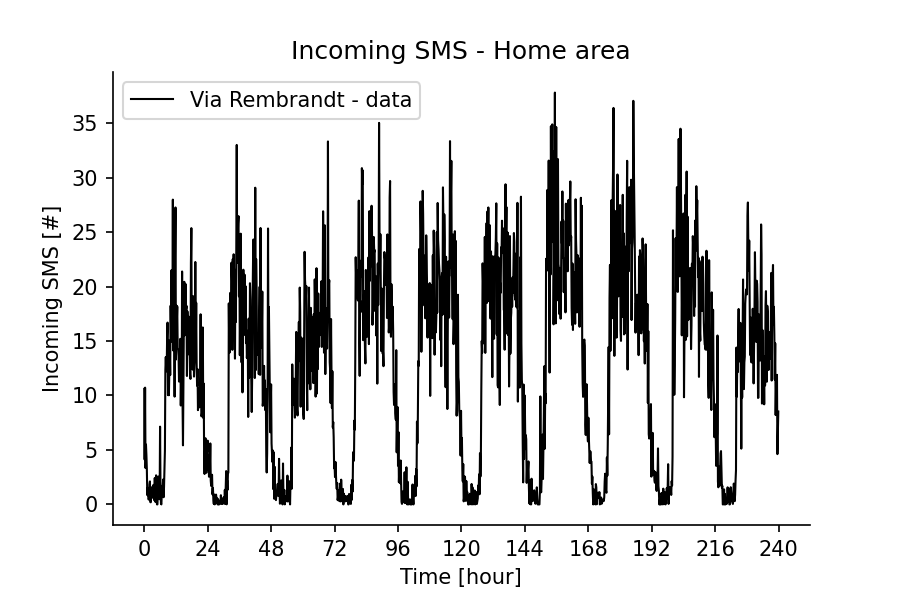 Incoming SMS - Home area
Via Rembrandt - data
Incoming SMS [#]
35
30
25
20
15
10
5
0
0 24 48 72 96 120 144 168 192 216 240
Time [hour]